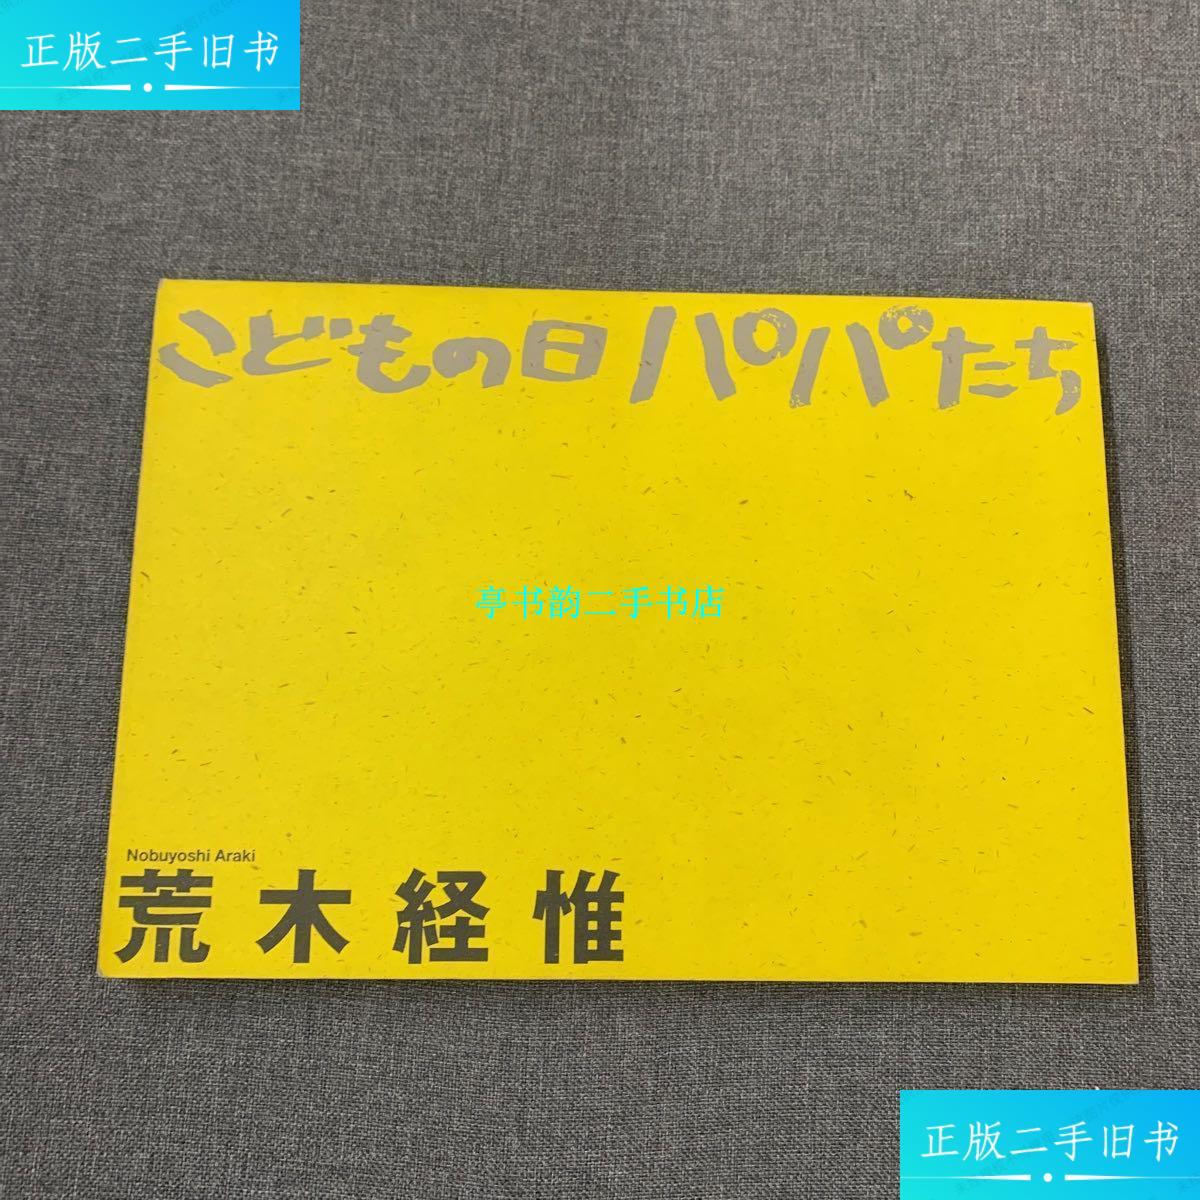 正版二手旧书
こどもの日 パパたち
亭书韵二手书店
Nobuyoshi Araki
荒木経惟
正版二手旧书